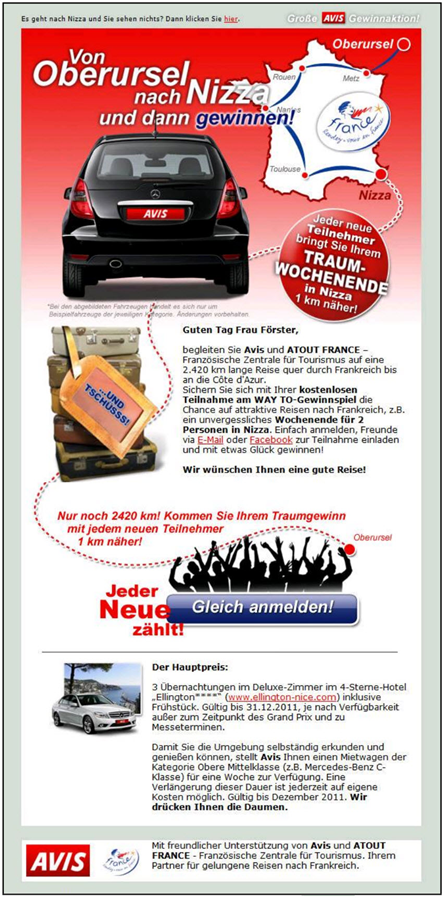 Es geht nach Nizza und Sie sehen nichts? Dann klicken Sie hier.
Große AVIS Gewinnaktion!
Von
Oberursel
nach Nizza
und dann gewinnen!
Oberursel
Rouen
Metz
Nantes
france
Toulouse
Nizza
AVIS
Jeder neue
Teilnehmer
bringt Sie Ihrem
TRAUM-
WOCHENENDE
in Nizza
1 km näher!
*Bei den abgebildeten Fahrzeugen handelt es sich nur um
Beispielfahrzeuge der jeweiligen Kategorie. Änderungen vorbehalten.
Guten Tag Frau Förster,
begleiten Sie Avis und ATOUT FRANCE –
Französische Zentrale für Tourismus auf eine
2.420 km lange Reise quer durch Frankreich bis
an die Côte d'Azur.
Sichern Sie sich mit Ihrer kostenlosen
Teilnahme am WAY TO-Gewinnspiel die
Chance auf attraktive Reisen nach Frankreich, z.B.
ein unvergessliches Wochenende für 2
Personen in Nizza. Einfach anmelden, Freunde
via E-Mail oder Facebook zur Teilnahme einladen
und mit etwas Glück gewinnen!
Wir wünschen Ihnen eine gute Reise!
...UND
TSCHÜSSS!
Nur noch 2420 km! Kommen Sie Ihrem Traumgewinn
mit jedem neuen Teilnehmer
1 km näher!
Oberursel
Jeder
Neue
zählt!
Gleich anmelden!
Der Hauptpreis:
3 Übernachtungen im Deluxe-Zimmer im 4-Sterne-Hotel
„Ellington****“ (www.ellington-nice.com) inklusive
Frühstück. Gültig bis 31.12.2011, je nach Verfügbarkeit
außer zum Zeitpunkt des Grand Prix und zu
Messeterminen.
Damit Sie die Umgebung selbständig erkunden und
genießen können, stellt Avis Ihnen einen Mietwagen der
Kategorie Obere Mittelklasse (z.B. Mercedes-Benz C-
Klasse) für eine Woche zur Verfügung. Eine
Verlängerung dieser Dauer ist jederzeit auf eigene
Kosten möglich. Gültig bis Dezember 2011. Wir
drücken Ihnen die Daumen.
AVIS
france
Mit freundlicher Unterstützung von Avis und ATOUT
FRANCE - Französische Zentrale für Tourismus. Ihrem
Partner für gelungene Reisen nach Frankreich.